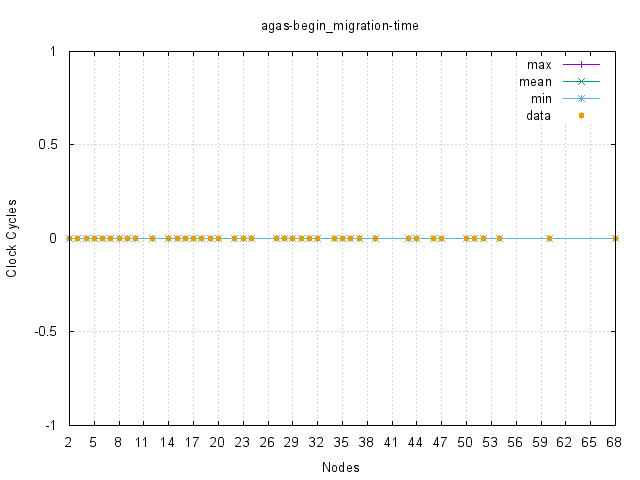 agas-begin_migration-time
1
0.5
0
-0.5
-1
Clock Cycles
max
mean
min
data
2 5 8 11 14 17 20 23 26 29 32 35 38 41 44 47 50 53 56 59 62 65 68
Nodes